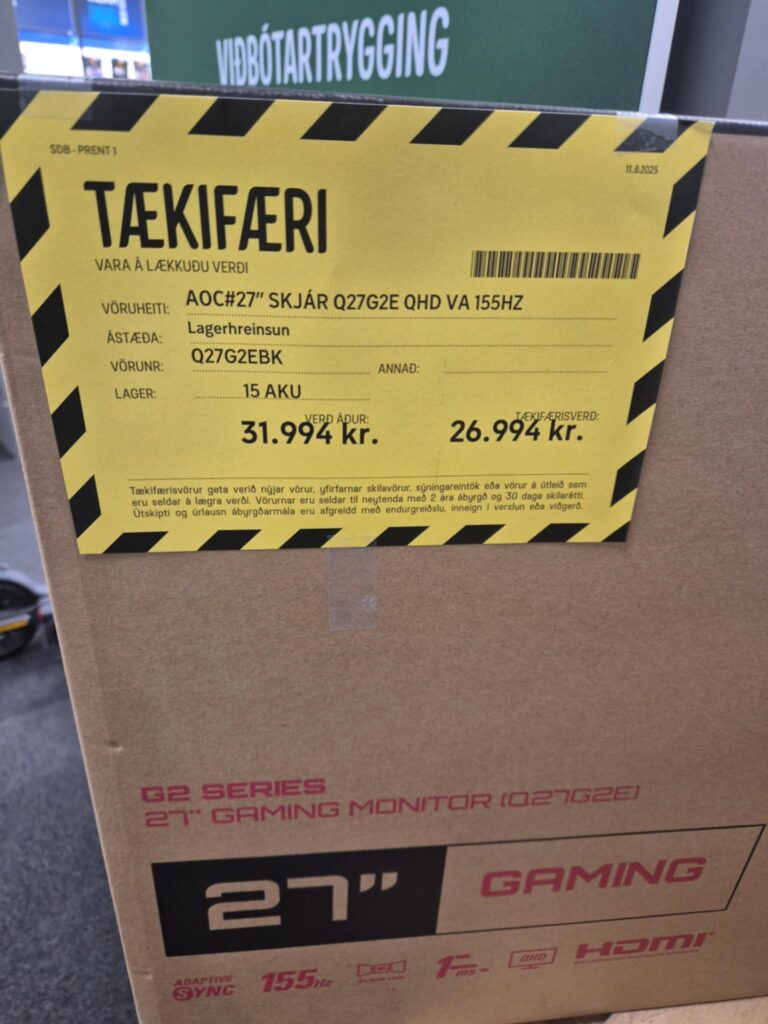 VIÐBÓTARTRYGGING
SDB - PRENT 1
11.8.2025
TÆKIFÆRI
VARA Á LÆKKUÐU VERÐI
VÖRUHEITI: AOC#27" SKJÁR Q27G2E QHD VA 155HZ
ÁSTÆÐA: Lagerhreinsun
VÖRUNR: Q27G2EBK ANNAÐ:
LAGER: 15 AKU
VERÐ ÁÐUR: TÆKIFÆRISVERÐ:
31.994 kr. 26.994 kr.
Tækifærisvörur geta verið nýjar vörur, yfirfarnar skilavörur, sýningareintök eða vörur á útleið sem
eru seldar á lægra verði. Vörurnar eru seldar til neytenda með 2 ára ábyrgð og 30 daga skilarétti.
Útskipti og úrlausn ábyrgðarmála eru afgreidd með endurgreiðslu, inneign í verslun eða viðgerð.
G2 SERIES
27" GAMING MONITOR (Q27G2E)
27" GAMING
ADAPTIVE SYNC 155Hz 1ms QHD HDMI